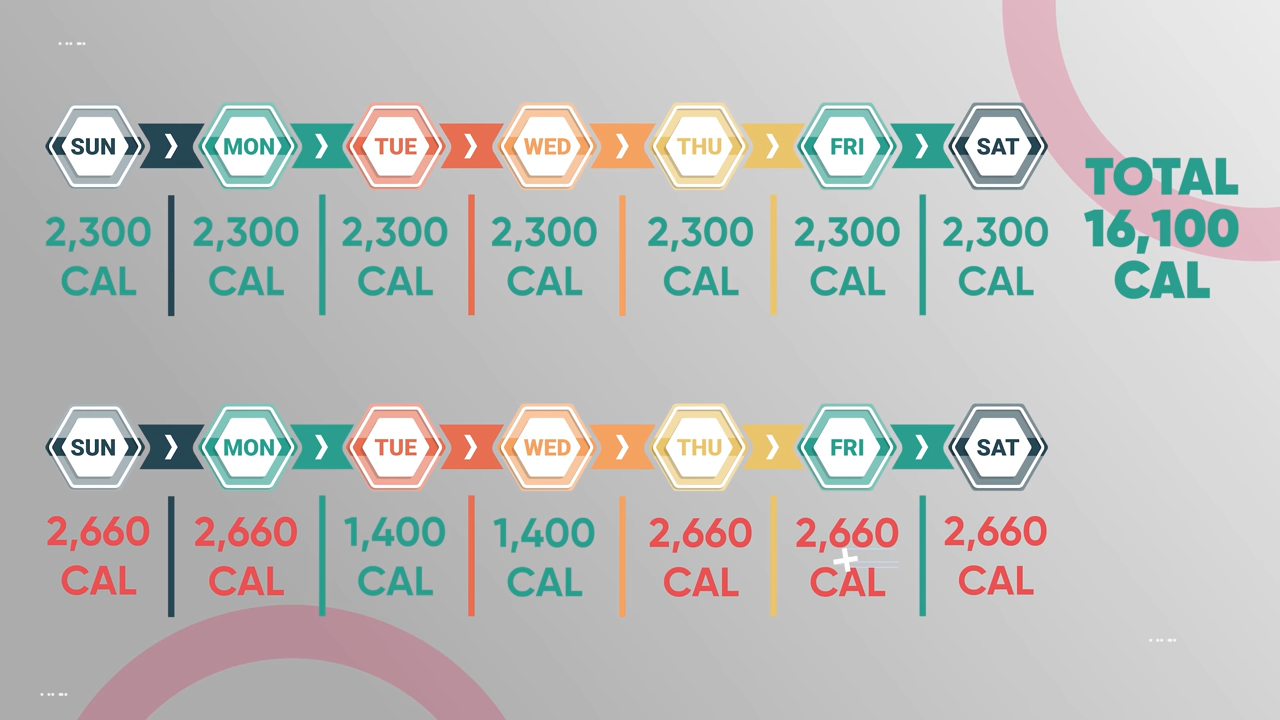 SUN MON TUE WED THU FRI SAT
2,300 2,300 2,300 2,300 2,300 2,300 2,300
CAL CAL CAL CAL CAL CAL CAL
TOTAL
16,100
CAL
SUN MON TUE WED THU FRI SAT
2,660 2,660 1,400 1,400 2,660 2,660 2,660
CAL CAL CAL CAL CAL CAL CAL